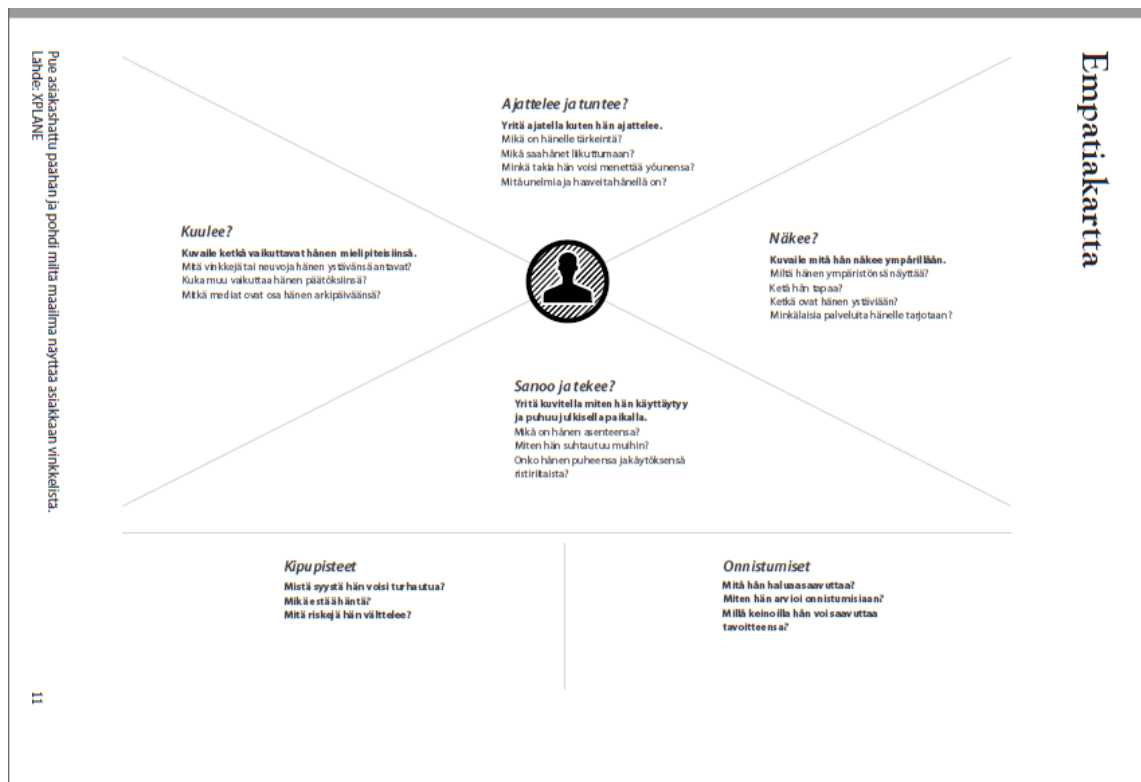 Empatiakartta
Pue asiakashattu päähän ja pohdi miltä maailma näyttää asiakkaan vinkkelistä.
Lähde: XPLANE
Ajattelee ja tuntee?
Yritä ajatella kuten hän ajattelee.
Mikä on hänelle tärkeintä?
Mikä saa hänet liikuttumaan?
Minkä takia hän voisi menettää yöunensa?
Mitä unelmia ja haaveita hänellä on?
Kuulee?
Kuvaile ketkä vaikuttavat hänen mielipiteisiinsä.
Mitä vinkkejä tai neuvoja hänen ystävänsä antavat?
Kuka muu vaikuttaa hänen päätöksiinsä?
Mitkä mediat ovat osa hänen arkipäiväänsä?
Näkee?
Kuvaile mitä hän näkee ympärillään.
Miltä hänen ympäristönsä näyttää?
Ketä hän tapaa?
Ketkä ovat hänen ystäviään?
Minkälaisia palveluita hänelle tarjotaan?
Sanoo ja tekee?
Yritä kuvitella miten hän käyttäytyy
ja puhuu julkisella paikalla.
Mikä on hänen asenteensa?
Miten hän suhtautuu muihin?
Onko hänen puheensa ja käytöksensä
ristiriitaista?
Kipupisteet
Mistä syystä hän voisi turhautua?
Mikä estää häntä?
Mitä riskejä hän välttelee?
Onnistumiset
Mitä hän haluaa saavuttaa?
Miten hän arvioi onnistumisiaan?
Millä keinoilla hän voi saavuttaa
tavoitteensa?
11